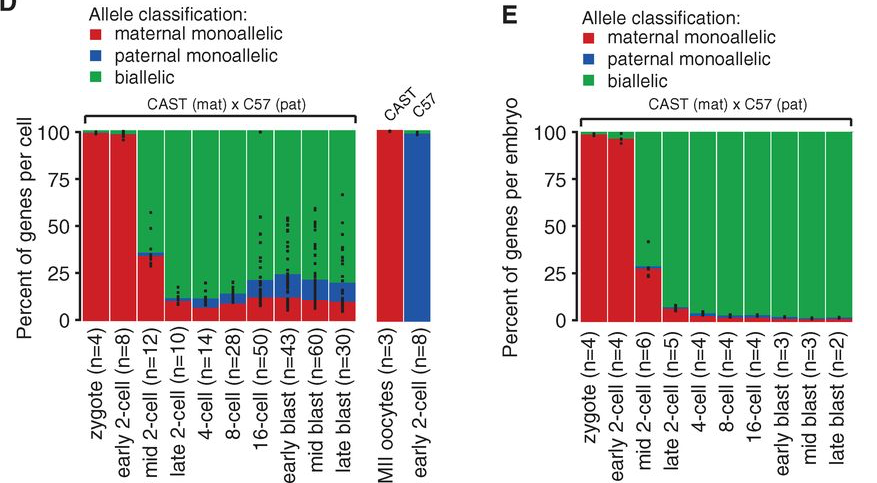 D
Allele classification:
maternal monoallelic
paternal monoallelic
biallelic
CAST (mat) x C57 (pat)
CAST
C57
Percent of genes per cell
100
75
50
25
0
zygote (n=4)
early 2-cell (n=8)
mid 2-cell (n=12)
late 2-cell (n=10)
4-cell (n=14)
8-cell (n=28)
16-cell (n=50)
early blast (n=43)
mid blast (n=60)
late blast (n=30)
MII oocytes (n=3)
early 2-cell (n=8)
E
Allele classification:
maternal monoallelic
paternal monoallelic
biallelic
CAST (mat) x C57 (pat)
Percent of genes per embryo
100
75
50
25
0
zygote (n=4)
early 2-cell (n=4)
mid 2-cell (n=6)
late 2-cell (n=5)
4-cell (n=4)
8-cell (n=4)
16-cell (n=4)
early blast (n=3)
mid blast (n=3)
late blast (n=2)